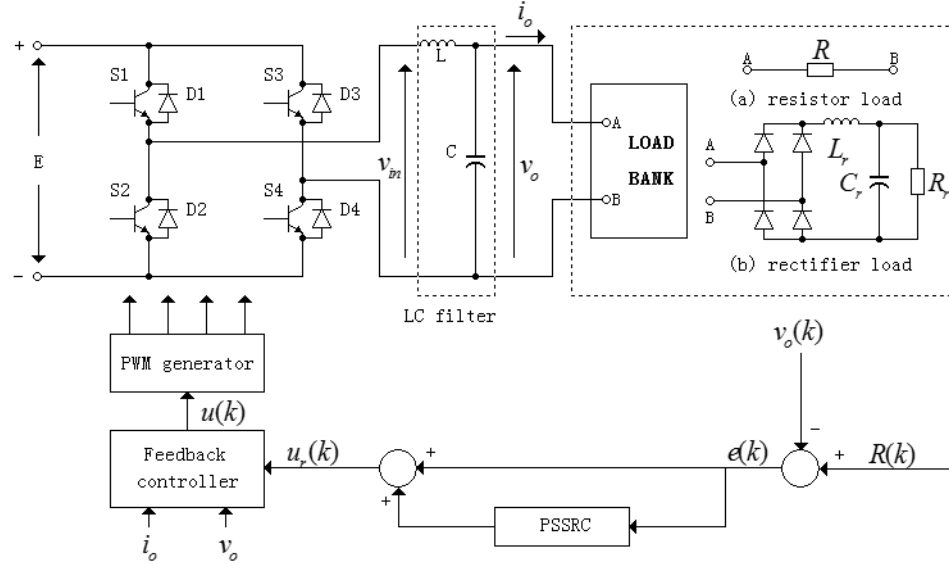 i_o
+
S1
S3
L
R
A
B
D1
D3
(a) resistor load
E
v_in
C
v_o
A
LOAD
BANK
B
A
L_r
C_r
R_r
B
S2
S4
D2
D4
(b) rectifier load
−
LC filter
PWM generator
v_o(k)
u(k)
−
Feedback
controller
u_r(k)
+
+
e(k)
+
R(k)
PSSRC
i_o
v_o